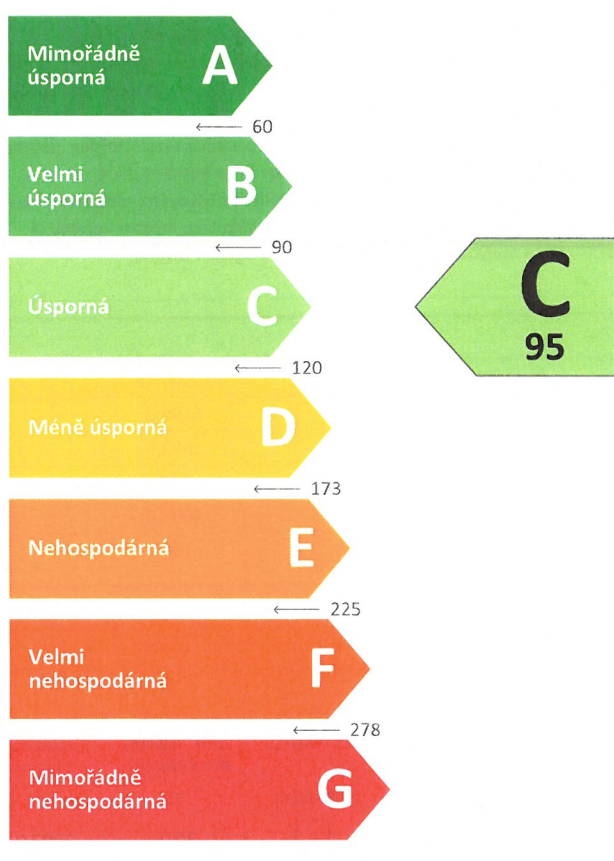 Mimořádně
úsporná
A
← 60
Velmi
úsporná
B
← 90
Úsporná
C
← 120
C
95
Méně úsporná
D
← 173
Nehospodárná
E
← 225
Velmi
nehospodárná
F
← 278
Mimořádně
nehospodárná
G